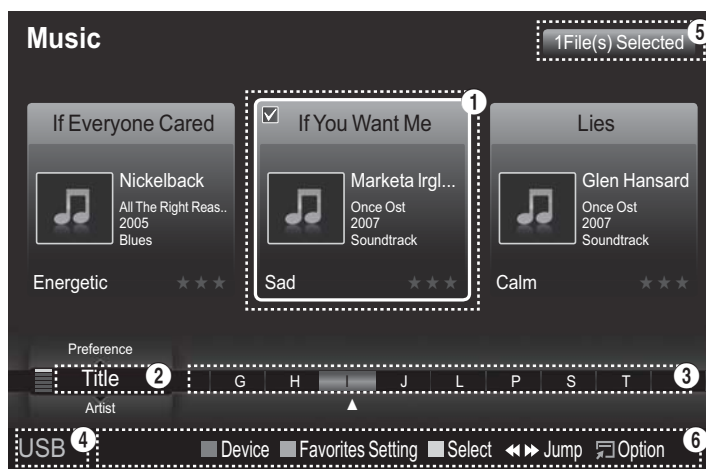 Music
1File(s) Selected
5
1
If Everyone Cared
Nickelback
All The Right Reas..
2005
Blues
Energetic
If You Want Me
Marketa Irgl...
Once Ost
2007
Soundtrack
Sad
Lies
Glen Hansard
Once Ost
2007
Soundtrack
Calm
Preference
Title 2
G H I J L P S T 3
Artist
USB 4
Device Favorites Setting Select Jump Option 6